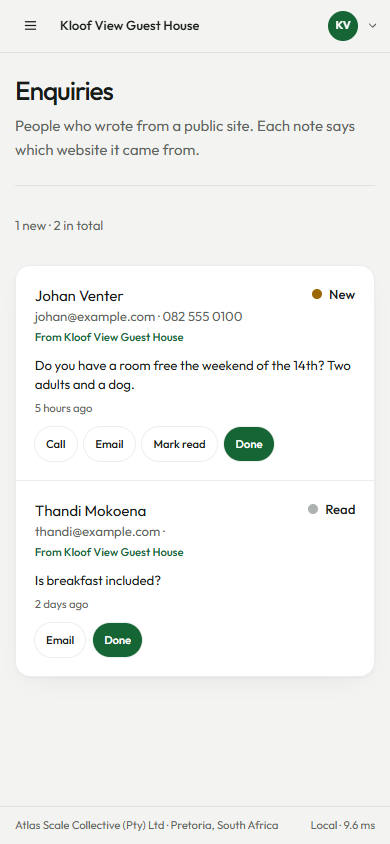 Kloof View Guest House
KV
Enquiries
People who wrote from a public site. Each note says
which website it came from.
1 new · 2 in total
Johan Venter
New
johan@example.com · 082 555 0100
From Kloof View Guest House
Do you have a room free the weekend of the 14th? Two
adults and a dog.
5 hours ago
Call
Email
Mark read
Done
Thandi Mokoena
Read
thandi@example.com ·
From Kloof View Guest House
Is breakfast included?
2 days ago
Email
Done
Atlas Scale Collective (Pty) Ltd · Pretoria, South Africa
Local · 9.6 ms